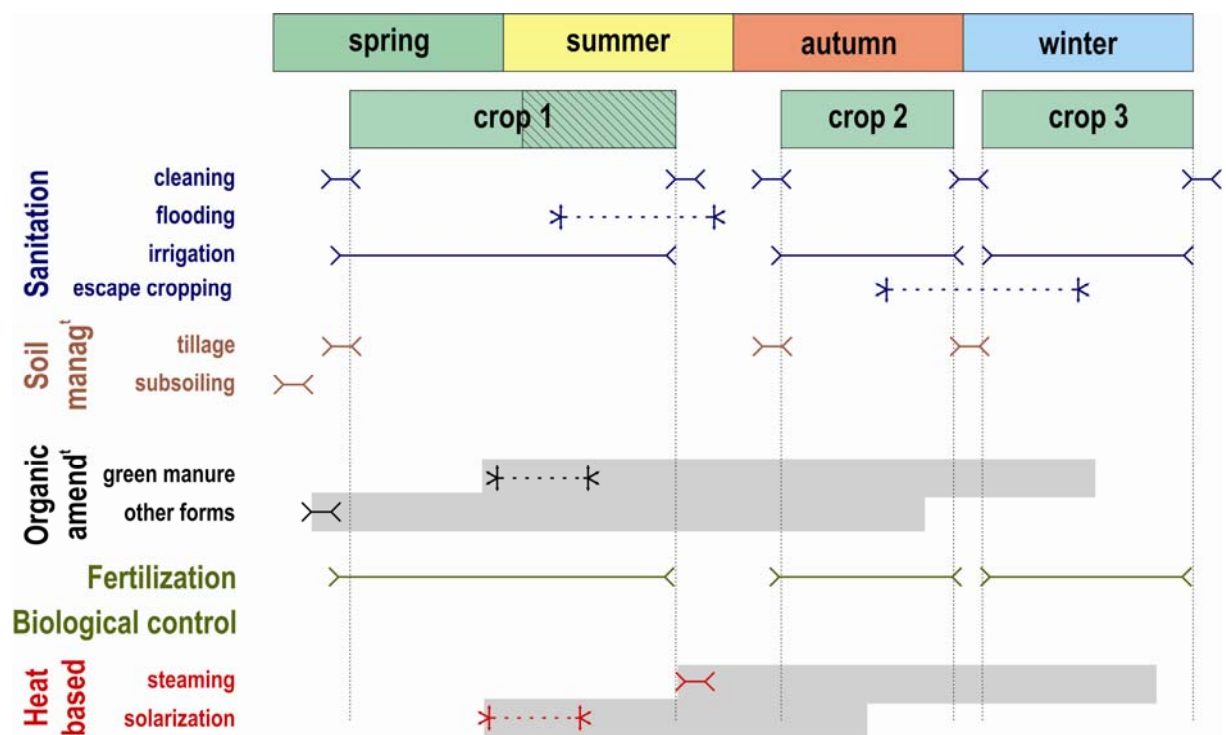 spring summer autumn winter
crop 1 crop 2 crop 3
Sanitation
cleaning
flooding
irrigation
escape cropping
Soil
managt
tillage
subsoiling
Organic
amendt
green manure
other forms
Fertilization
Biological control
Heat
based
steaming
solarization